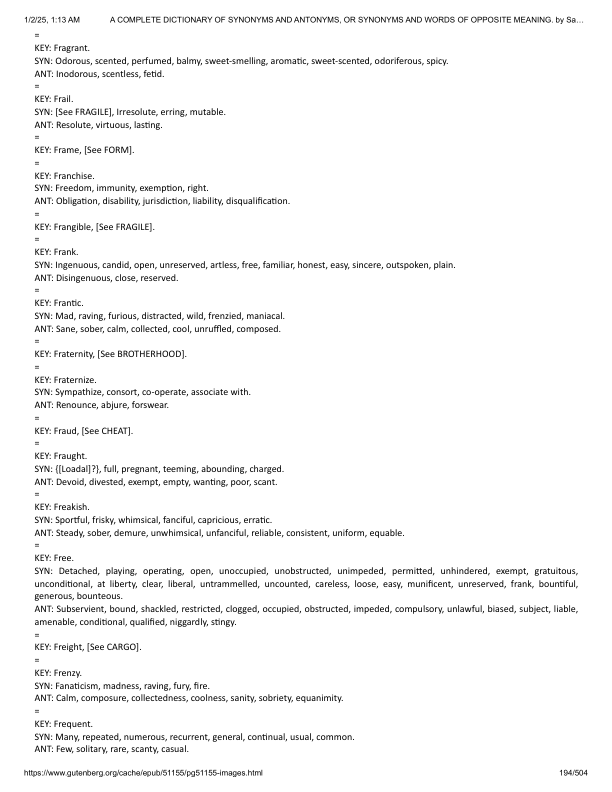 1/2/25, 1:13 AM A COMPLETE DICTIONARY OF SYNONYMS AND ANTONYMS, OR SYNONYMS AND WORDS OF OPPOSITE MEANING. by Sa…
=
KEY: Fragrant.
SYN: Odorous, scented, perfumed, balmy, sweet-smelling, aromatic, sweet-scented, odoriferous, spicy.
ANT: Inodorous, scentless, fetid.
=
KEY: Frail.
SYN: [See FRAGILE], Irresolute, erring, mutable.
ANT: Resolute, virtuous, lasting.
=
KEY: Frame, [See FORM].
=
KEY: Franchise.
SYN: Freedom, immunity, exemption, right.
ANT: Obligation, disability, jurisdiction, liability, disqualification.
=
KEY: Frangible, [See FRAGILE].
=
KEY: Frank.
SYN: Ingenuous, candid, open, unreserved, artless, free, familiar, honest, easy, sincere, outspoken, plain.
ANT: Disingenuous, close, reserved.
=
KEY: Frantic.
SYN: Mad, raving, furious, distracted, wild, frenzied, maniacal.
ANT: Sane, sober, calm, collected, cool, unruffled, composed.
=
KEY: Fraternity, [See BROTHERHOOD].
=
KEY: Fraternize.
SYN: Sympathize, consort, co-operate, associate with.
ANT: Renounce, abjure, forswear.
=
KEY: Fraud, [See CHEAT].
=
KEY: Fraught.
SYN: {[Loadal]?}, full, pregnant, teeming, abounding, charged.
ANT: Devoid, divested, exempt, empty, wanting, poor, scant.
=
KEY: Freakish.
SYN: Sportful, frisky, whimsical, fanciful, capricious, erratic.
ANT: Steady, sober, demure, unwhimsical, unfanciful, reliable, consistent, uniform, equable.
=
KEY: Free.
SYN: Detached, playing, operating, open, unoccupied, unobstructed, unimpeded, permitted, unhindered, exempt, gratuitous,
unconditional, at liberty, clear, liberal, untrammelled, uncounted, careless, loose, easy, munificent, unreserved, frank, bountiful,
generous, bounteous.
ANT: Subservient, bound, shackled, restricted, clogged, occupied, obstructed, impeded, compulsory, unlawful, biased, subject, liable,
amenable, conditional, qualified, niggardly, stingy.
=
KEY: Freight, [See CARGO].
=
KEY: Frenzy.
SYN: Fanaticism, madness, raving, fury, fire.
ANT: Calm, composure, collectedness, coolness, sanity, sobriety, equanimity.
=
KEY: Frequent.
SYN: Many, repeated, numerous, recurrent, general, continual, usual, common.
ANT: Few, solitary, rare, scanty, casual.
https://www.gutenberg.org/cache/epub/51155/pg51155-images.html 194/504